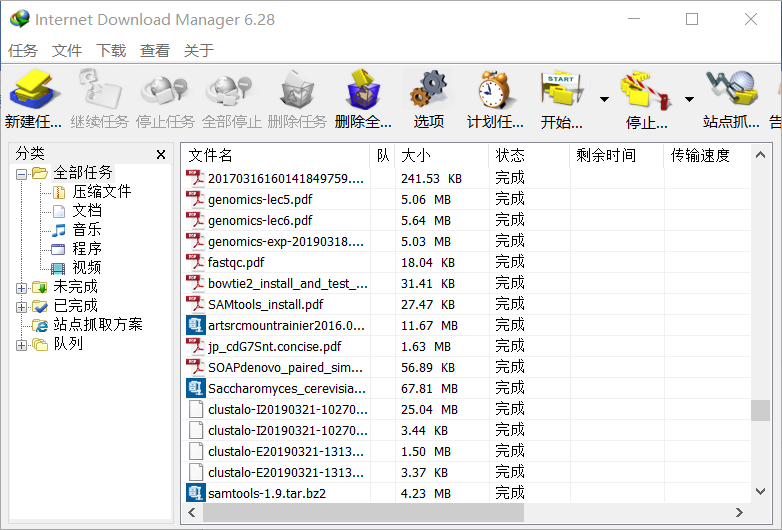 Internet Download Manager 6.28
任务 文件 下载 查看 关于
新建任... 继续任务 停止任务 全部停止 删除任务 删除全... 选项 计划任... 开始... 停止... 站点抓... 告
START
分类
全部任务
压缩文件
文档
音乐
程序
视频
未完成
已完成
站点抓取方案
队列
文件名 队 大小 状态 剩余时间 传输速度
20170316160141849759.... 241.53 KB 完成
genomics-lec5.pdf 5.06 MB 完成
genomics-lec6.pdf 5.64 MB 完成
genomics-exp-20190318.... 5.03 MB 完成
fastqc.pdf 18.04 KB 完成
bowtie2_install_and_test_... 31.41 KB 完成
SAMtools_install.pdf 27.47 KB 完成
artsrcmountrainier2016.0... 11.67 MB 完成
jp_cdG7Snt.concise.pdf 1.63 MB 完成
SOAPdenovo_paired_sim... 56.89 KB 完成
Saccharomyces_cerevisia... 67.81 MB 完成
clustalo-I20190321-10270... 25.04 MB 完成
clustalo-I20190321-10270... 3.44 KB 完成
clustalo-E20190321-1313... 1.50 MB 完成
clustalo-E20190321-1313... 3.37 KB 完成
samtools-1.9.tar.bz2 4.23 MB 完成